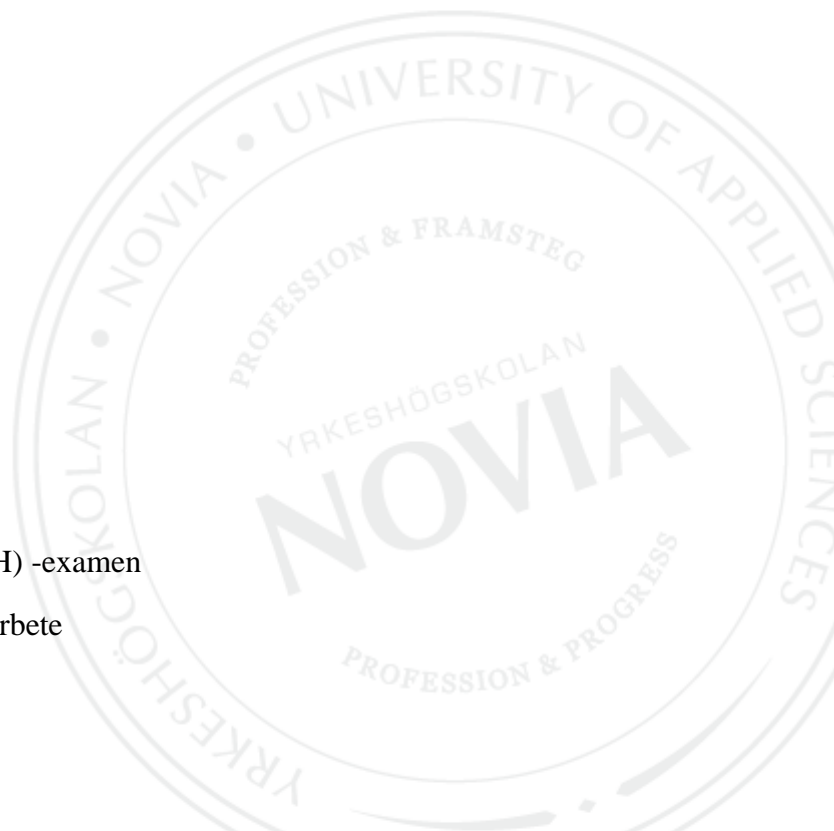 UNIVERSITY OF APPLIED SCIENCES
YRKESHÖGSKOLAN • NOVIA •
PROFESSION & FRAMSTEG
YRKESHÖGSKOLAN
NOVIA
PROFESSION & PROGRESS
H) -examen
rbete